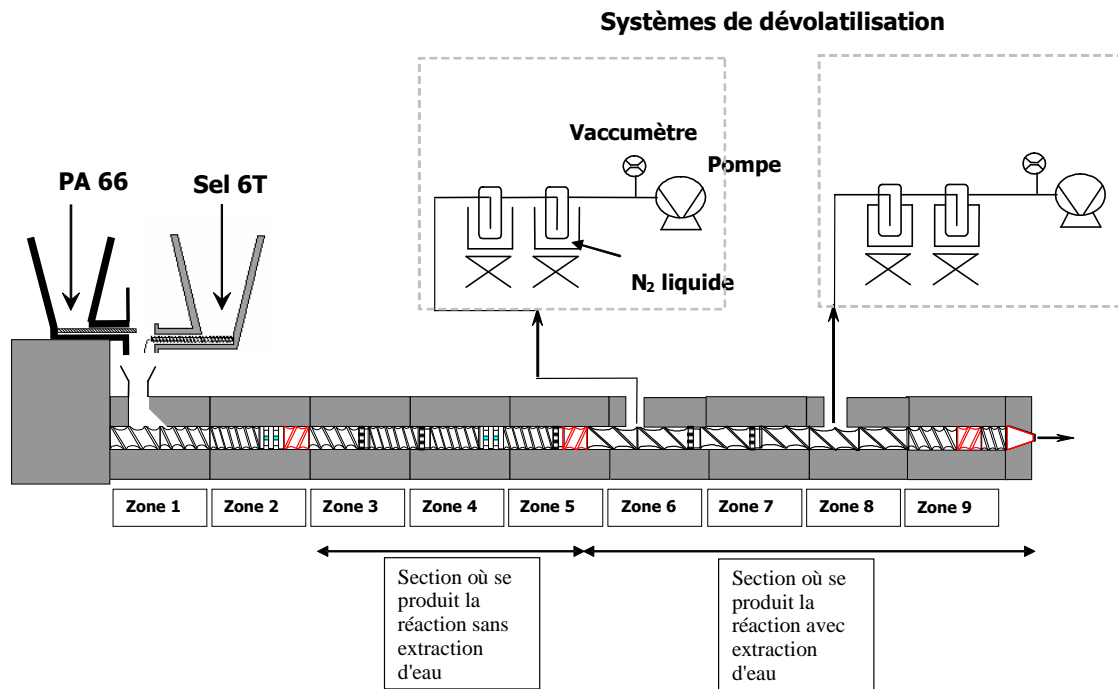 Systèmes de dévolatilisation
Vaccumètre
Pompe
PA 66
Sel 6T
N₂ liquide
Zone 1
Zone 2
Zone 3
Zone 4
Zone 5
Zone 6
Zone 7
Zone 8
Zone 9
Section où se
produit la
réaction sans
extraction
d'eau
Section où se
produit la
réaction avec
extraction
d'eau